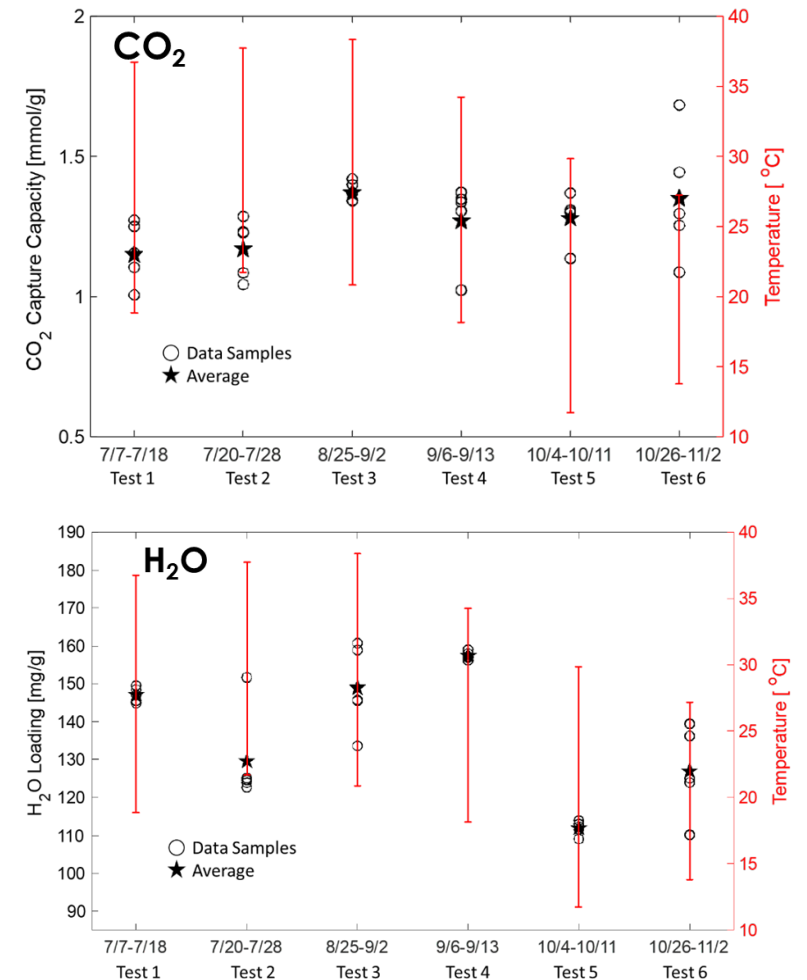 CO2
CO2 Capture Capacity [mmol/g]
2
1.5
1
0.5
40
35
30
25
20
15
10
Temperature [ °C]
Data Samples
Average
7/7-7/18 7/20-7/28 8/25-9/2 9/6-9/13 10/4-10/11 10/26-11/2
Test 1 Test 2 Test 3 Test 4 Test 5 Test 6
H2O
H2O Loading [mg/g]
190
180
170
160
150
140
130
120
110
100
90
40
35
30
25
20
15
10
Temperature [ °C]
Data Samples
Average
7/7-7/18 7/20-7/28 8/25-9/2 9/6-9/13 10/4-10/11 10/26-11/2
Test 1 Test 2 Test 3 Test 4 Test 5 Test 6